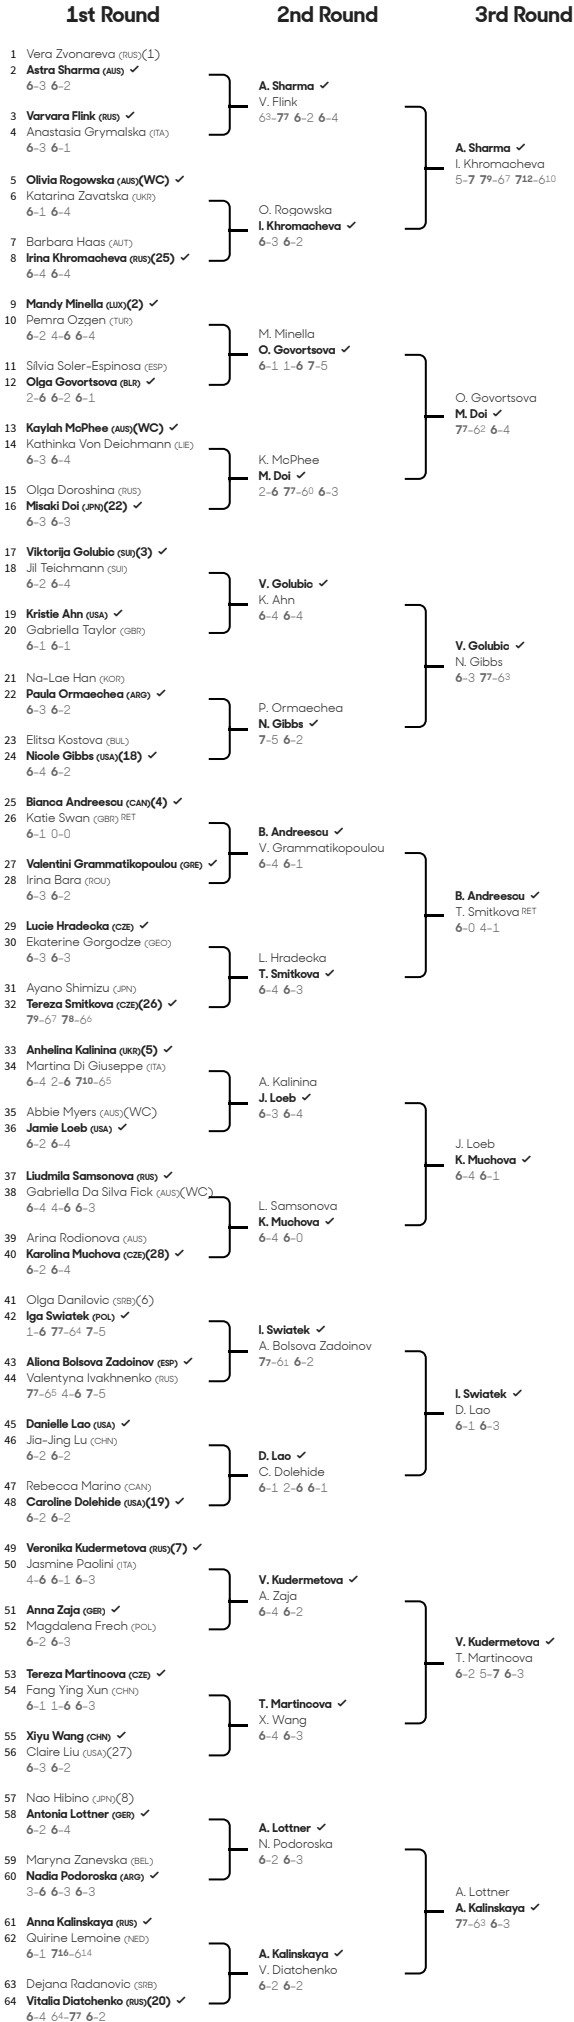 1st Round
1 Vera Zvonareva (RUS)(1)
2 Astra Sharma (AUS) ✓
6-3 6-2
3 Varvara Flink (RUS) ✓
4 Anastasia Grymalska (ITA)
6-3 6-1
5 Olivia Rogowska (AUS)(WC) ✓
6 Katarina Zavatska (UKR)
6-1 6-4
7 Barbara Haas (AUT)
8 Irina Khromacheva (RUS)(25) ✓
6-4 6-4
9 Mandy Minella (LUX)(2) ✓
10 Pemra Ozgen (TUR)
6-2 4-6 6-4
11 Sílvia Soler-Espinosa (ESP)
12 Olga Govortsova (BLR) ✓
2-6 6-2 6-1
13 Kaylah McPhee (AUS)(WC) ✓
14 Kathinka Von Deichmann (LIE)
6-3 6-4
15 Olga Doroshina (RUS)
16 Misaki Doi (JPN)(22) ✓
6-3 6-3
17 Viktorija Golubic (SUI)(3) ✓
18 Jil Teichmann (SUI)
6-2 6-4
19 Kristie Ahn (USA) ✓
20 Gabriella Taylor (GBR)
6-1 6-1
21 Na-Lae Han (KOR)
22 Paula Ormaechea (ARG) ✓
6-3 6-2
23 Elitsa Kostova (BUL)
24 Nicole Gibbs (USA)(18) ✓
6-4 6-2
25 Bianca Andreescu (CAN)(4) ✓
26 Katie Swan (GBR) RET
6-1 0-0
27 Valentini Grammatikopoulou (GRE) ✓
28 Irina Bara (ROU)
6-3 6-2
29 Lucie Hradecka (CZE) ✓
30 Ekaterine Gorgodze (GEO)
6-3 6-3
31 Ayano Shimizu (JPN)
32 Tereza Smitkova (CZE)(26) ✓
7⁹-6⁷ 7⁸-6⁶
33 Anhelina Kalinina (UKR)(5) ✓
34 Martina Di Giuseppe (ITA)
6-4 2-6 7¹⁰-6⁵
35 Abbie Myers (AUS)(WC)
36 Jamie Loeb (USA) ✓
6-2 6-4
37 Liudmila Samsonova (RUS) ✓
38 Gabriella Da Silva Fick (AUS)(WC)
6-4 4-6 6-3
39 Arina Rodionova (AUS)
40 Karolina Muchova (CZE)(28) ✓
6-2 6-4
41 Olga Danilovic (SRB)(6)
42 Iga Swiatek (POL) ✓
1-6 7⁷-6⁴ 7-5
43 Aliona Bolsova Zadoinov (ESP) ✓
44 Valentyna Ivakhnenko (RUS)
7⁷-6⁵ 4-6 7-5
45 Danielle Lao (USA) ✓
46 Jia-Jing Lu (CHN)
6-2 6-2
47 Rebecca Marino (CAN)
48 Caroline Dolehide (USA)(19) ✓
6-2 6-2
49 Veronika Kudermetova (RUS)(7) ✓
50 Jasmine Paolini (ITA)
4-6 6-1 6-3
51 Anna Zaja (GER) ✓
52 Magdalena Frech (POL)
6-2 6-3
53 Tereza Martincova (CZE) ✓
54 Fang Ying Xun (CHN)
6-1 1-6 6-3
55 Xiyu Wang (CHN) ✓
56 Claire Liu (USA)(27)
6-3 6-2
57 Nao Hibino (JPN)(8)
58 Antonia Lottner (GER) ✓
6-2 6-4
59 Maryna Zanevska (BEL)
60 Nadia Podoroska (ARG) ✓
3-6 6-3 6-3
61 Anna Kalinskaya (RUS) ✓
62 Quirine Lemoine (NED)
6-1 7¹⁶-6¹⁴
63 Dejana Radanovic (SRB)
64 Vitalia Diatchenko (RUS)(20) ✓
6-4 6⁴-7⁷ 6-2
2nd Round
A. Sharma ✓
V. Flink
6³-7⁷ 6-2 6-4
O. Rogowska
I. Khromacheva ✓
6-3 6-2
M. Minella
O. Govortsova ✓
6-1 1-6 7-5
K. McPhee
M. Doi ✓
2-6 7⁷-6⁰ 6-3
V. Golubic ✓
K. Ahn
6-4 6-4
P. Ormaechea
N. Gibbs ✓
7-5 6-2
B. Andreescu ✓
V. Grammatikopoulou
6-4 6-1
L. Hradecka
T. Smitkova ✓
6-4 6-3
A. Kalinina
J. Loeb ✓
6-3 6-4
L. Samsonova
K. Muchova ✓
6-4 6-0
I. Swiatek ✓
A. Bolsova Zadoinov
7⁷-6¹ 6-2
D. Lao ✓
C. Dolehide
6-1 2-6 6-1
V. Kudermetova ✓
A. Zaja
6-4 6-2
T. Martincova ✓
X. Wang
6-4 6-3
A. Lottner ✓
N. Podoroska
6-2 6-3
A. Kalinskaya ✓
V. Diatchenko
6-2 6-2
3rd Round
A. Sharma ✓
I. Khromacheva
5-7 7⁹-6⁷ 7¹²-6¹⁰
O. Govortsova
M. Doi ✓
7⁷-6² 6-4
V. Golubic ✓
N. Gibbs
6-3 7⁷-6³
B. Andreescu ✓
T. Smitkova RET
6-0 4-1
J. Loeb
K. Muchova ✓
6-4 6-1
I. Swiatek ✓
D. Lao
6-1 6-3
V. Kudermetova ✓
T. Martincova
6-2 5-7 6-3
A. Lottner
A. Kalinskaya ✓
7⁷-6³ 6-3